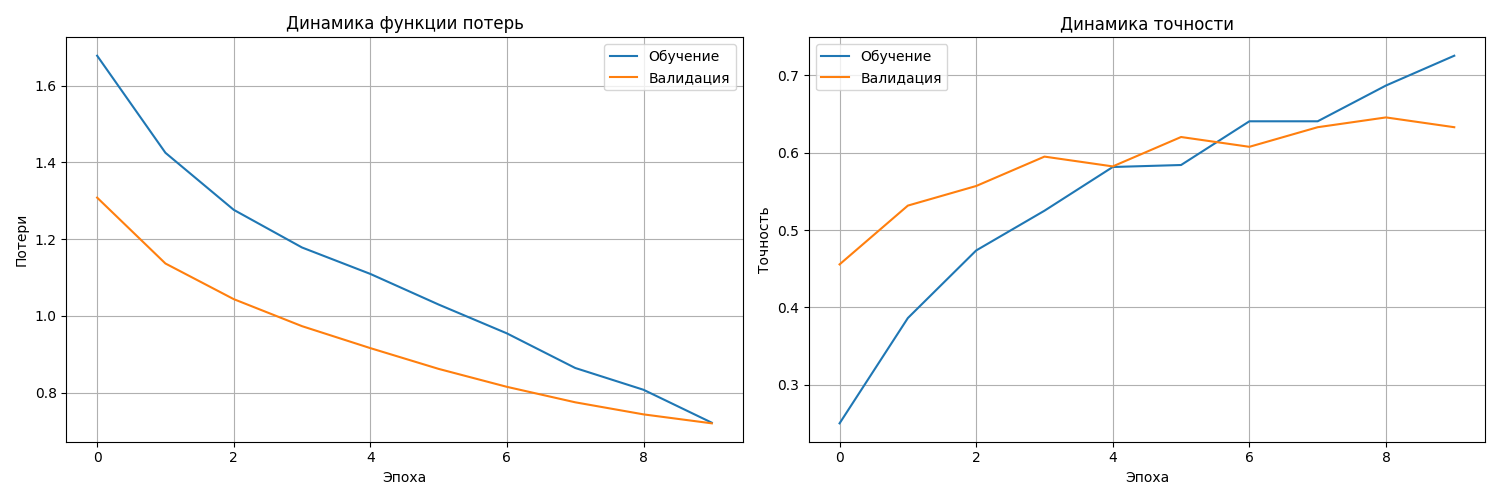 Динамика функции потерь
Обучение
Валидация
1.6
1.4
1.2
1.0
0.8
Потери
0 2 4 6 8
Эпоха
Динамика точности
Обучение
Валидация
0.7
0.6
0.5
0.4
0.3
Точность
0 2 4 6 8
Эпоха